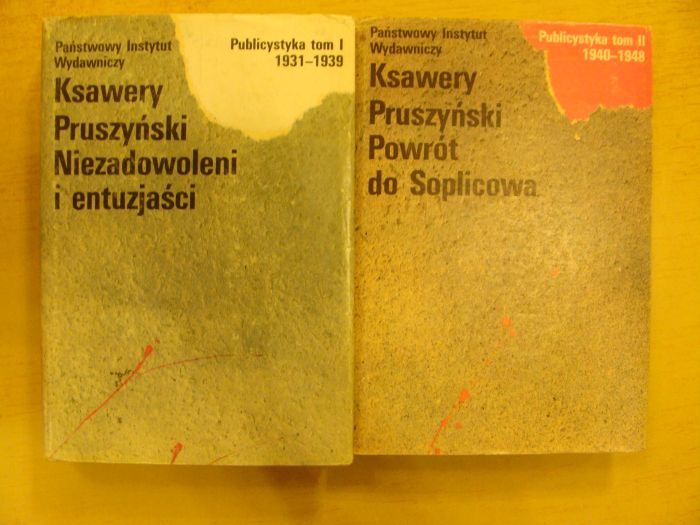 Państwowy Instytut
Wydawniczy
Publicystyka tom I
1931–1939
Ksawery
Pruszyński
Niezadowoleni
i entuzjaści
Państwowy Instytut
Wydawniczy
Publicystyka tom II
1940–1948
Ksawery
Pruszyński
Powrót
do Soplicowa